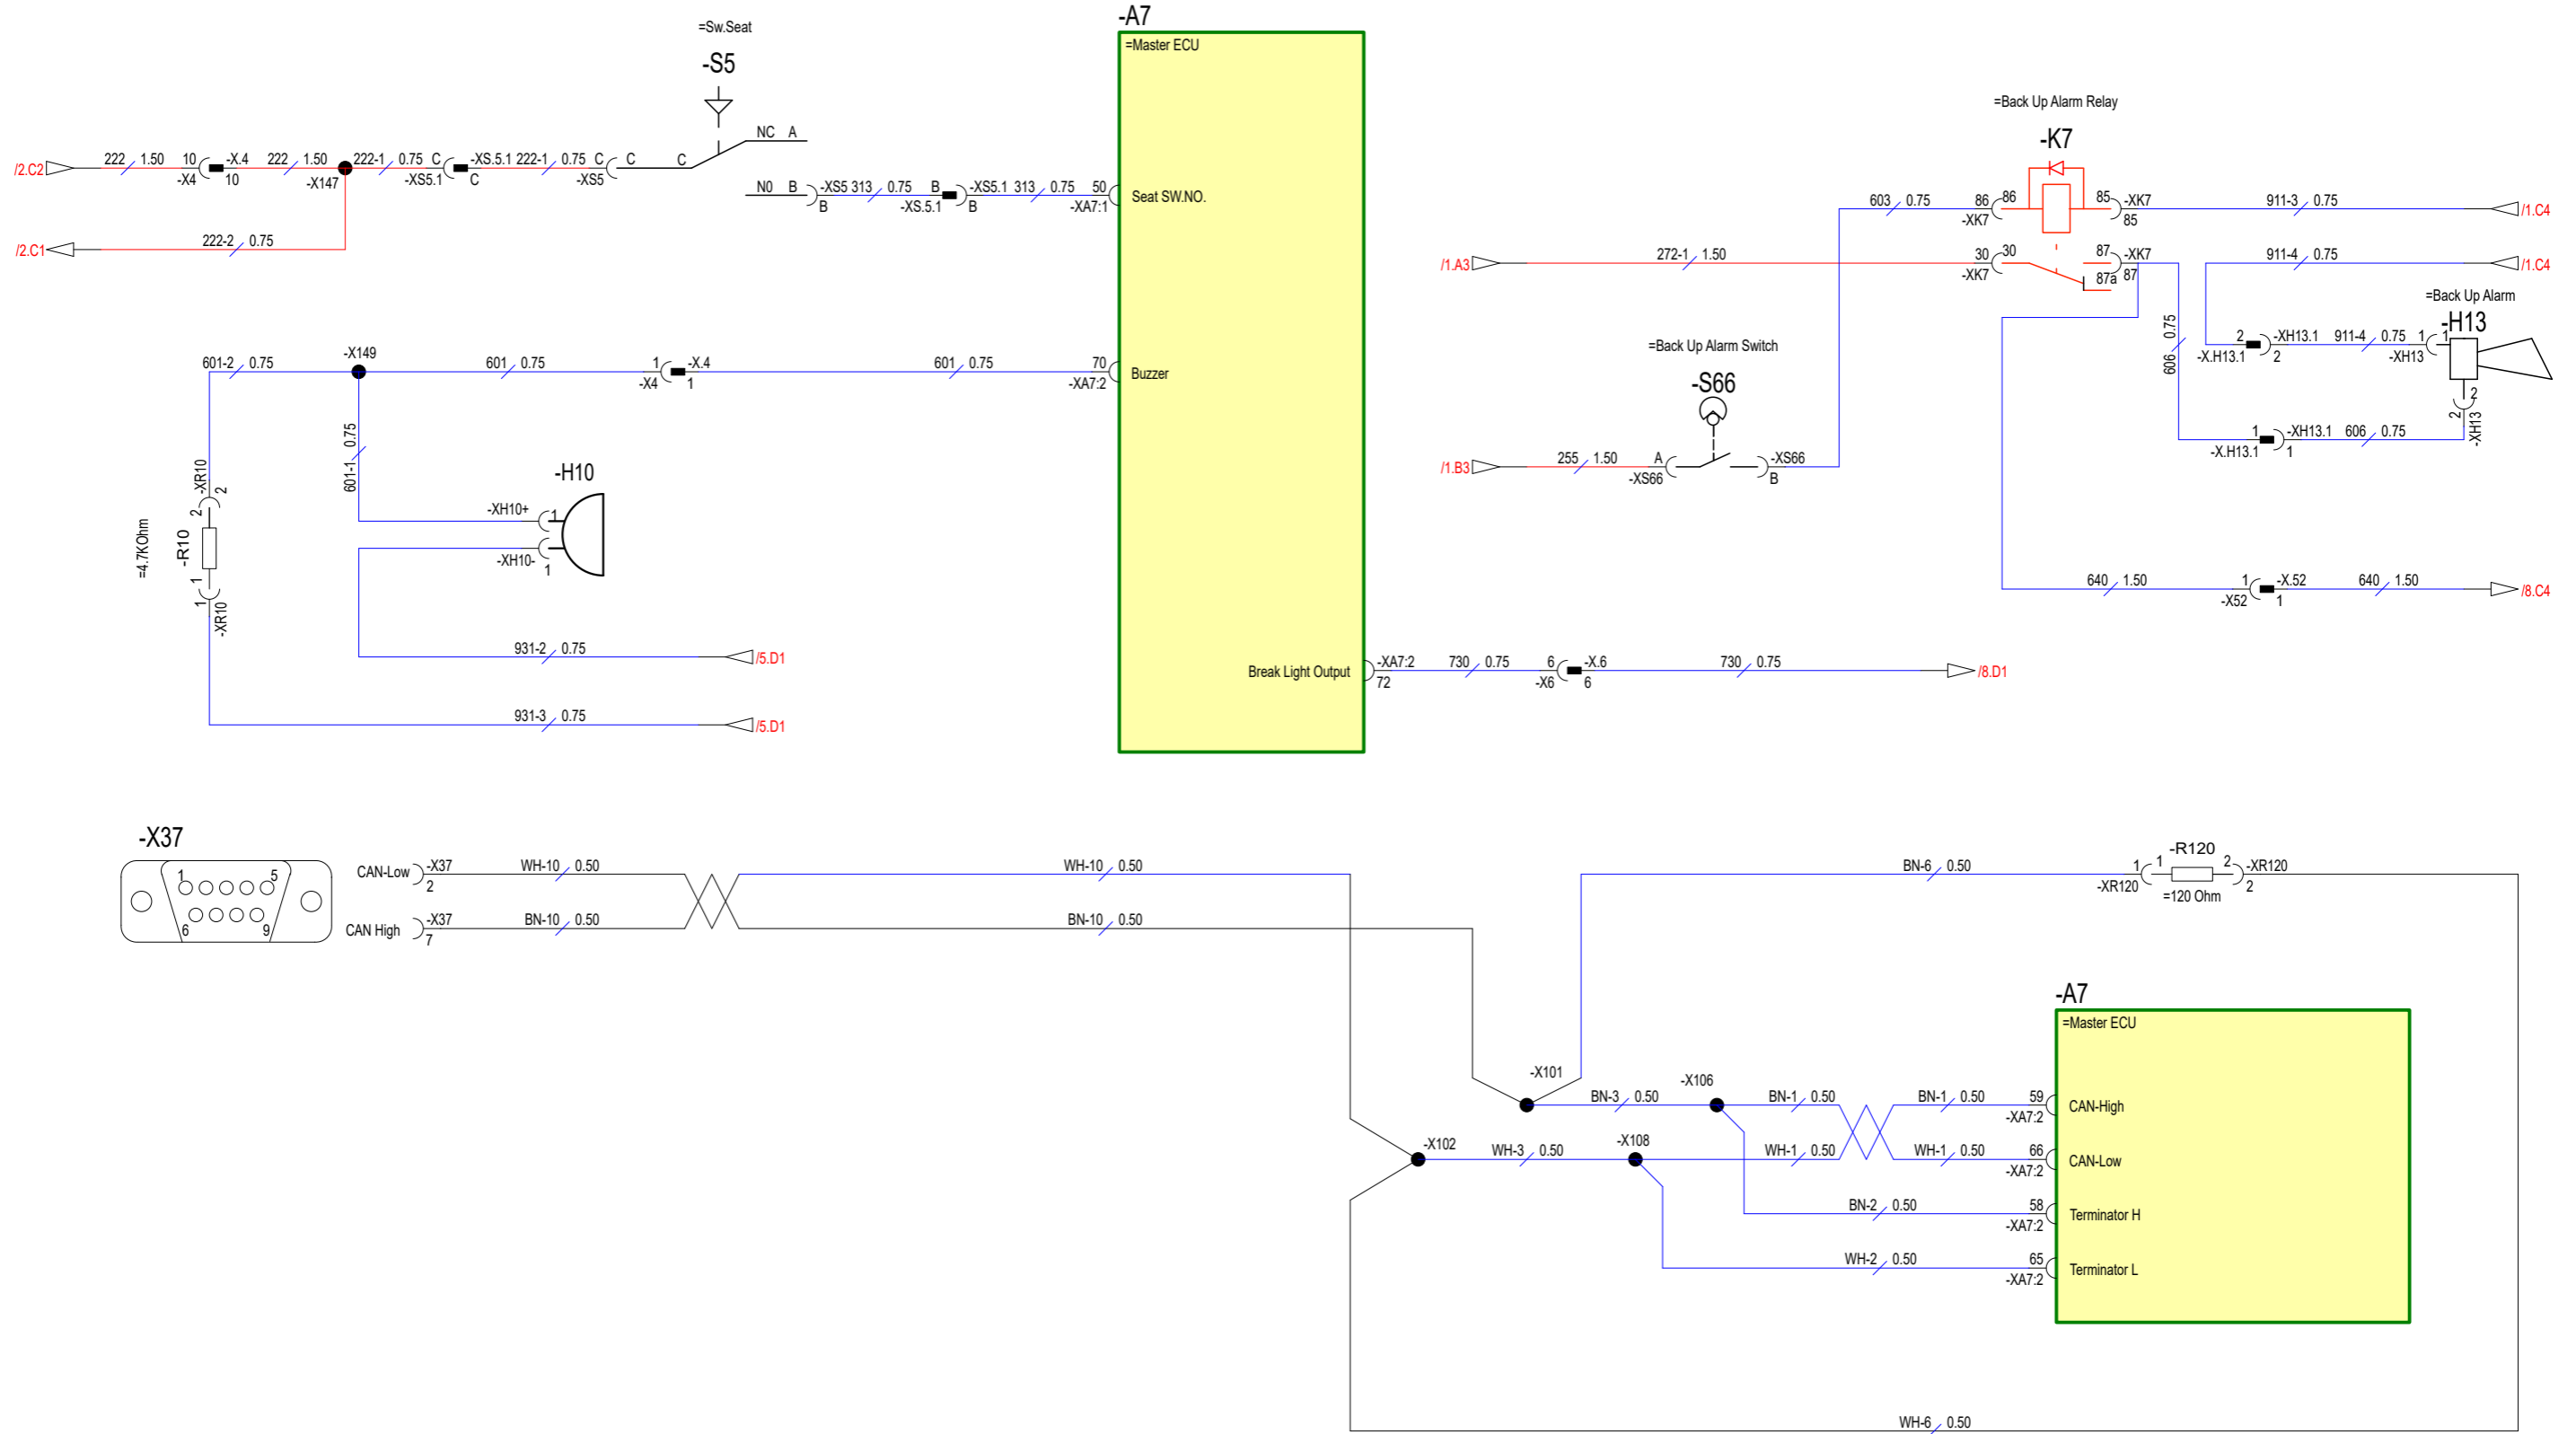 -A7
=Master ECU
=Sw.Seat
-S5
NC A
/2.C2
222 1.50
10 -X.4
-X4 10
222 1.50
-X147
222-1 0.75
C -XS.5.1
-XS5.1 C
222-1 0.75
C C
-XS5
C
N0 B
-XS5 313 0.75
B
B -XS5.1 313 0.75
-XS.5.1 B
50
-XA7:1
Seat SW.NO.
/2.C1
222-2 0.75
601-2 0.75
-X149
601 0.75
1 -X.4
-X4 1
601 0.75
70
-XA7:2
Buzzer
601-1 0.75
-H10
-XH10+ 1
-XH10- 1
-XR10
2 2
=4.7KOhm
-R10
1 1
-XR10
931-2 0.75
/5.D1
931-3 0.75
/5.D1
Break Light Output
-XA7:2
72
730 0.75
6 -X.6
-X6 6
730 0.75
/8.D1
=Back Up Alarm Relay
-K7
603 0.75
86 86
-XK7
85 -XK7
85
911-3 0.75
/1.C4
/1.A3
272-1 1.50
30 30
-XK7
87 -XK7
87a 87
911-4 0.75
/1.C4
=Back Up Alarm
-H13
606 0.75
2 -XH13.1 911-4 0.75 1 1
-X.H13.1 2 -XH13
2
2
-XH13
1 -XH13.1 606 0.75
-X.H13.1 1
=Back Up Alarm Switch
-S66
/1.B3
255 1.50
A -XS66
-XS66 B
640 1.50
1 -X.52
-X52 1
640 1.50
/8.C4
-X37
1 5
6 9
CAN-Low -X37
2
WH-10 0.50
WH-10 0.50
CAN High -X37
7
BN-10 0.50
BN-10 0.50
BN-6 0.50
-R120
1 1 2 -XR120
-XR120 2
=120 Ohm
-A7
=Master ECU
-X101
BN-3 0.50
-X106
BN-1 0.50
BN-1 0.50
59
-XA7:2
CAN-High
-X102
WH-3 0.50
-X108
WH-1 0.50
WH-1 0.50
66
-XA7:2
CAN-Low
BN-2 0.50
58
-XA7:2
Terminator H
WH-2 0.50
65
-XA7:2
Terminator L
WH-6 0.50